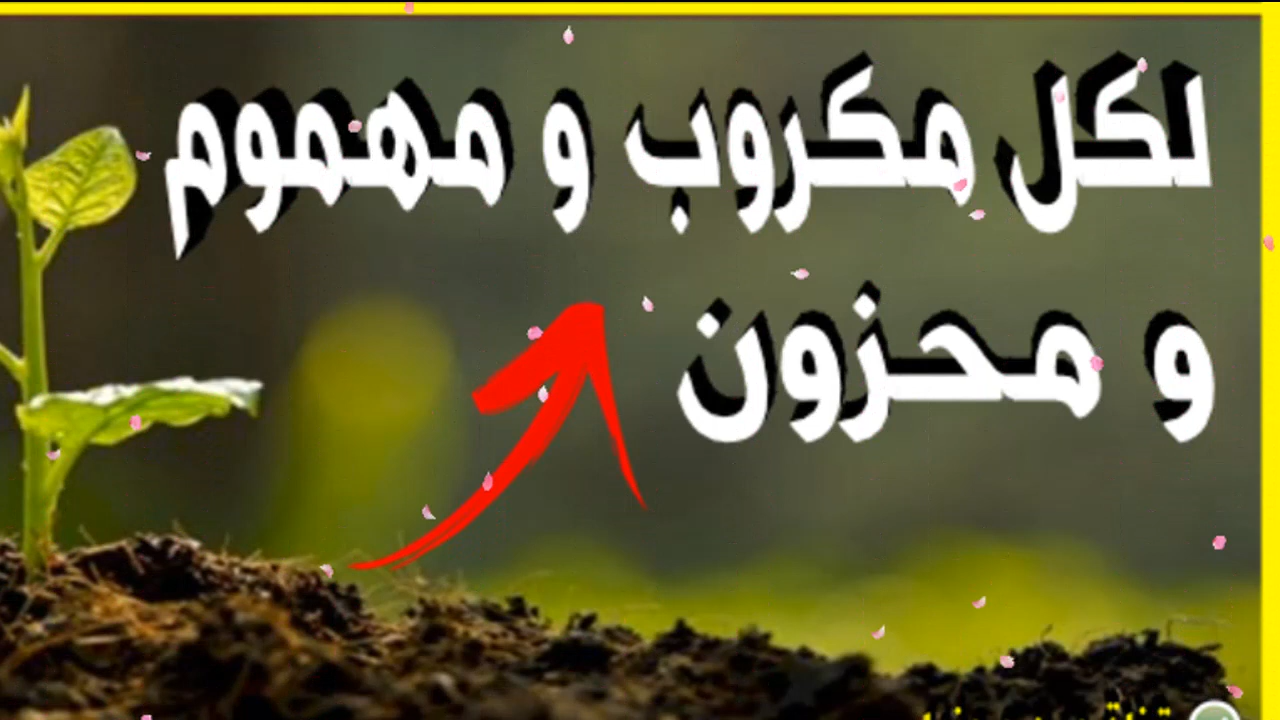 لكل مكروب و مهموم
و محزون